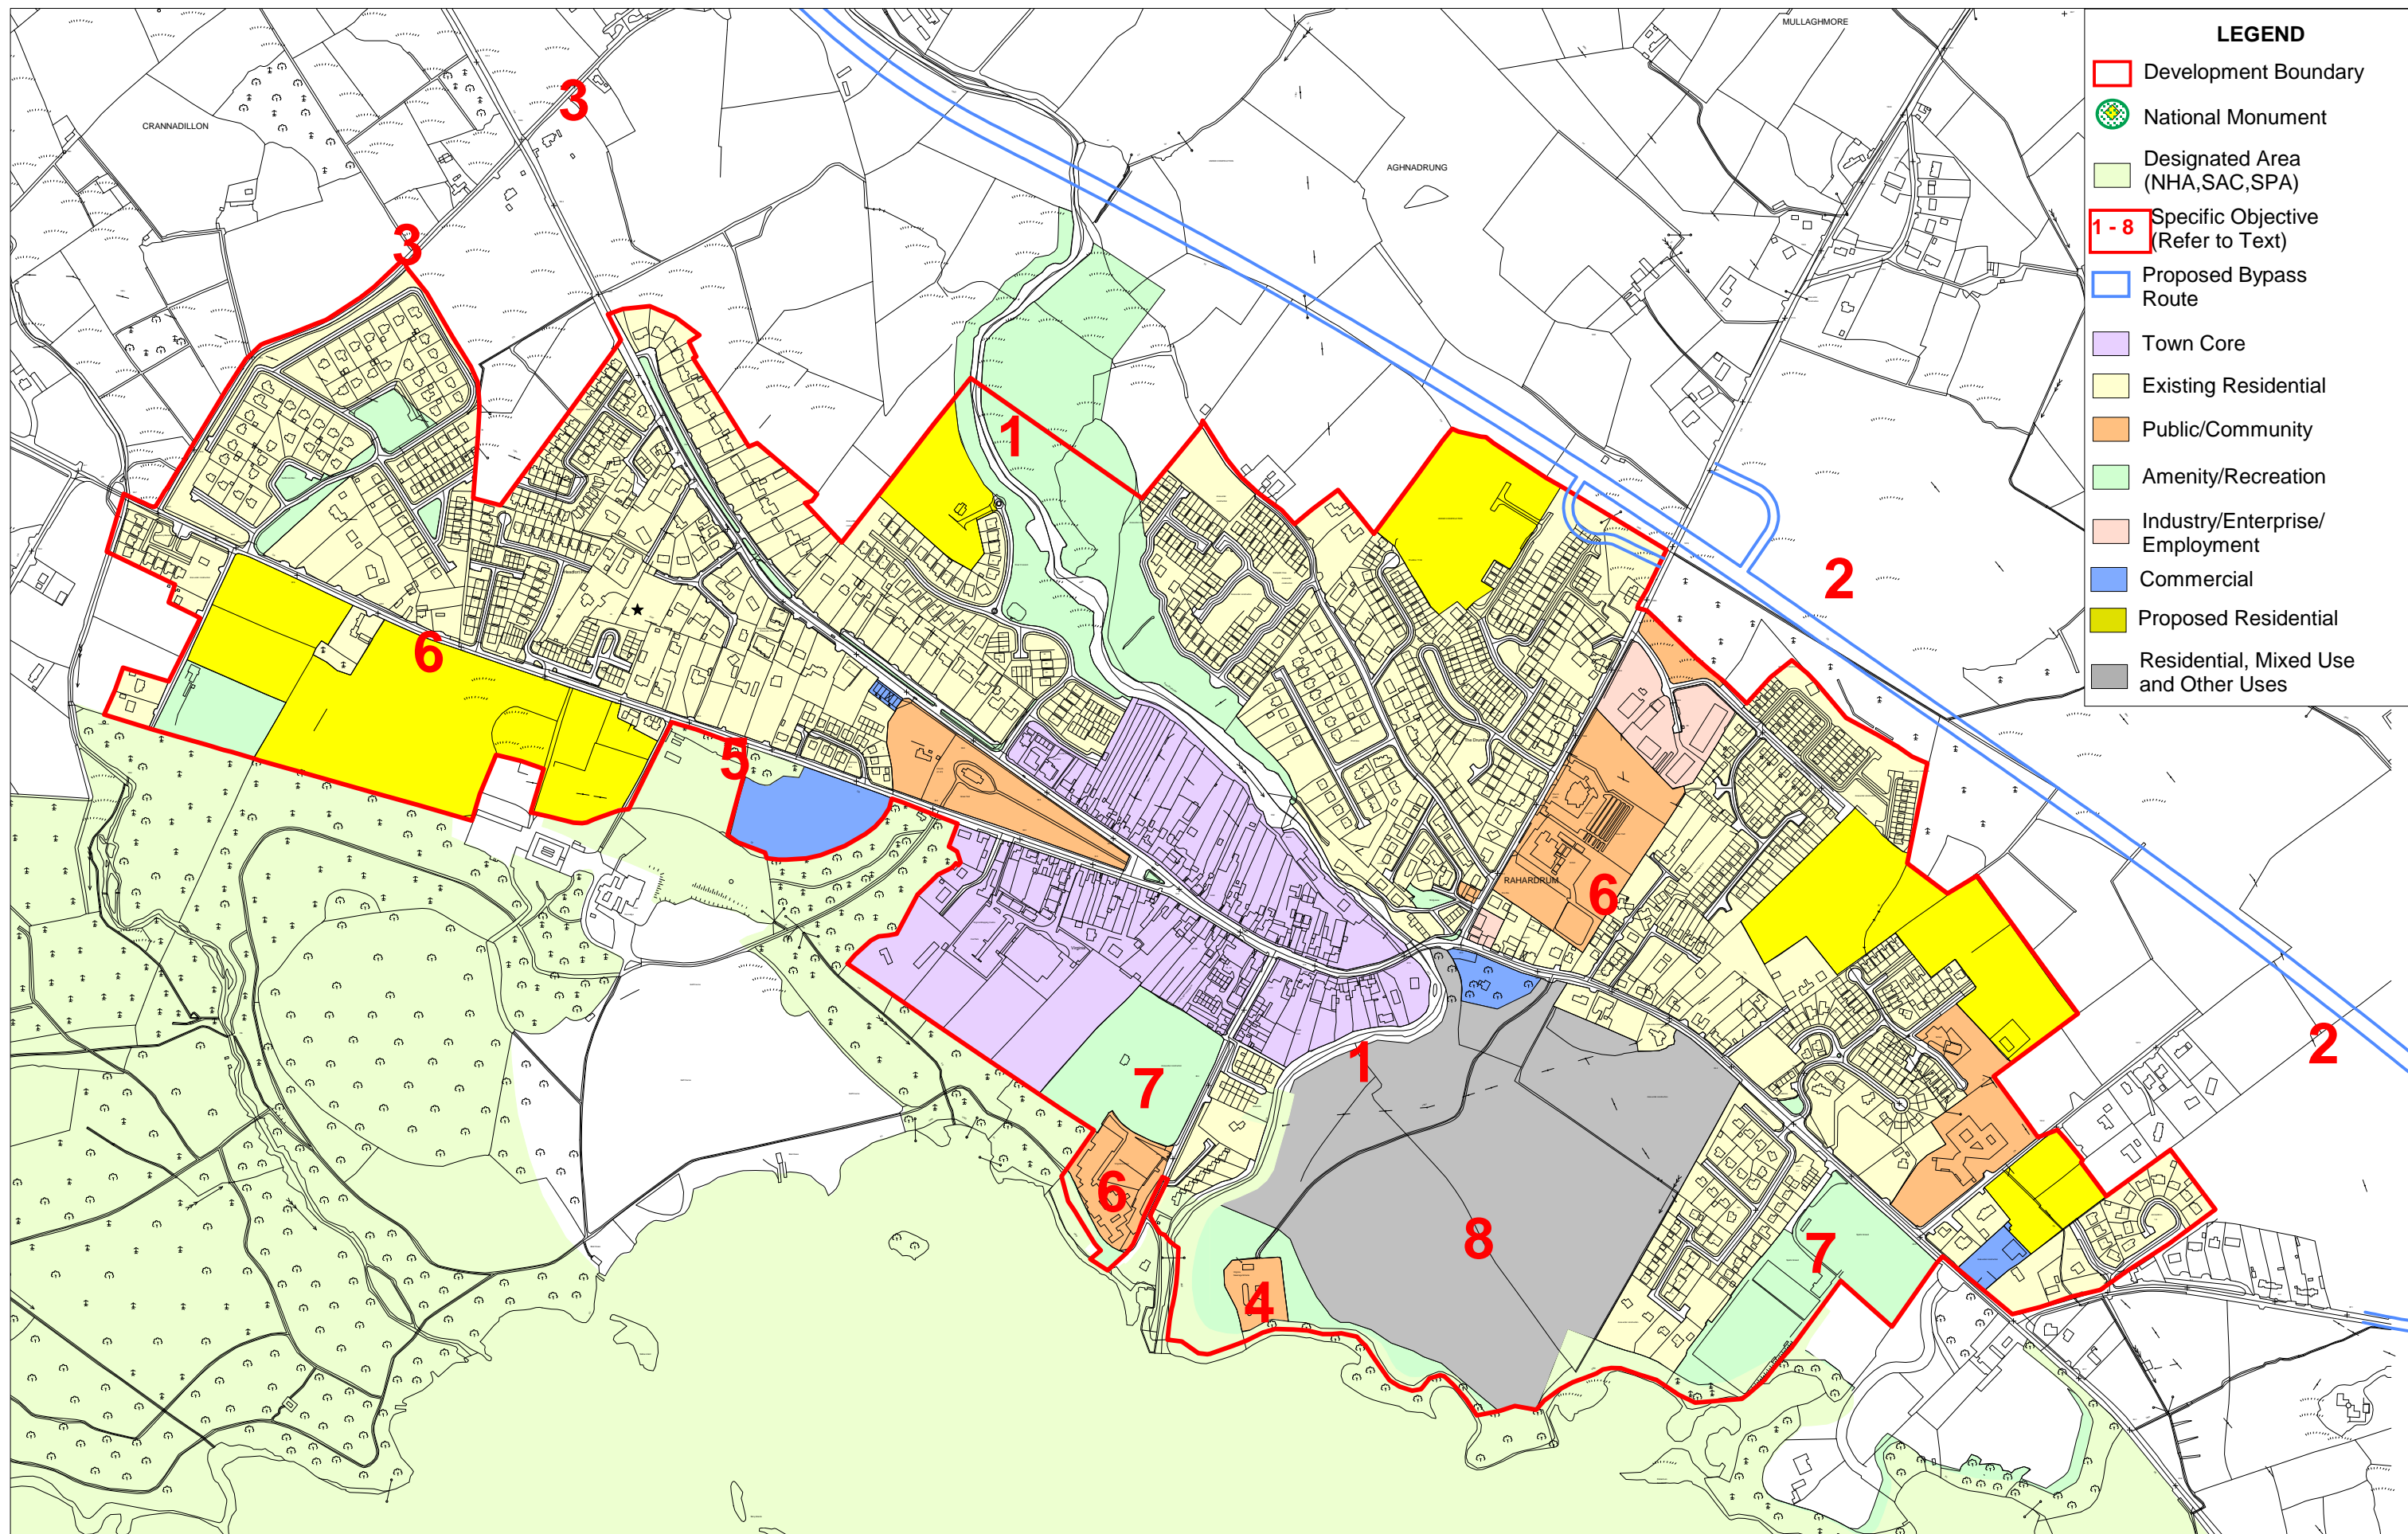 MULLAGHMORE
LEGEND
Development Boundary
National Monument
Designated Area
(NHA,SAC,SPA)
1 - 8
Specific Objective
(Refer to Text)
Proposed Bypass
Route
Town Core
Existing Residential
Public/Community
Amenity/Recreation
Industry/Enterprise/
Employment
Commercial
Proposed Residential
Residential, Mixed Use
and Other Uses
CRANNADILLON
AGHNADRUNG
3
3
1
2
6
5
RAHARDRUM
6
2
1
7
6
8
7
4